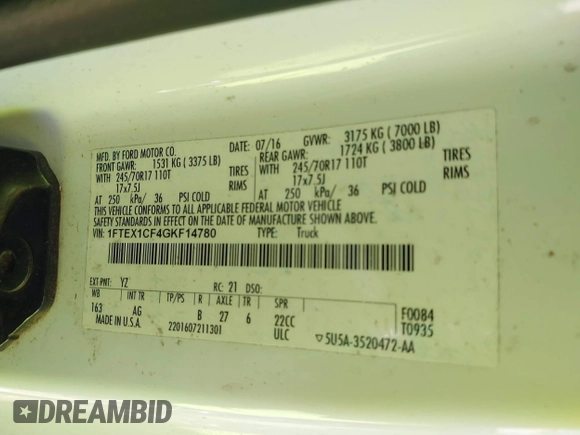 MFD. BY FORD MOTOR CO.
DATE: 07/16 GVWR: 3175 KG ( 7000 LB)
FRONT GAWR: 1531 KG ( 3375 LB) REAR GAWR: 1724 KG ( 3800 LB)
WITH 245/70R17 110T TIRES WITH 245/70R17 110T TIRES
17x7.5J RIMS 17x7.5J RIMS
AT 250 kPa/ 36 PSI COLD AT 250 kPa/ 36 PSI COLD
THIS VEHICLE CONFORMS TO ALL APPLICABLE FEDERAL MOTOR VEHICLE
SAFETY STANDARDS IN EFFECT ON THE DATE OF MANUFACTURE SHOWN ABOVE.
VIN: 1FTEX1CF4GKF14780 TYPE: Truck
EXT PNT: YZ RC: 21 DSO:
WB INT TR TP/PS R AXLE TR SPR
163 AG B 27 6 22CC
MADE IN U.S.A. 2201607211301 ULC
F0084
T0935
5U5A-3520472-AA
DREAMBID